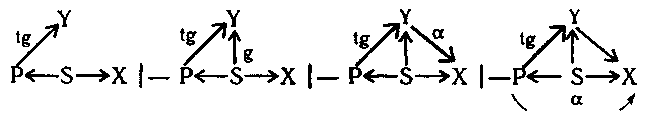 Y Y Y Y
tg tg g tg α tg
P←S→X |— P←S→X |— P←S→X |— P←S→X
α